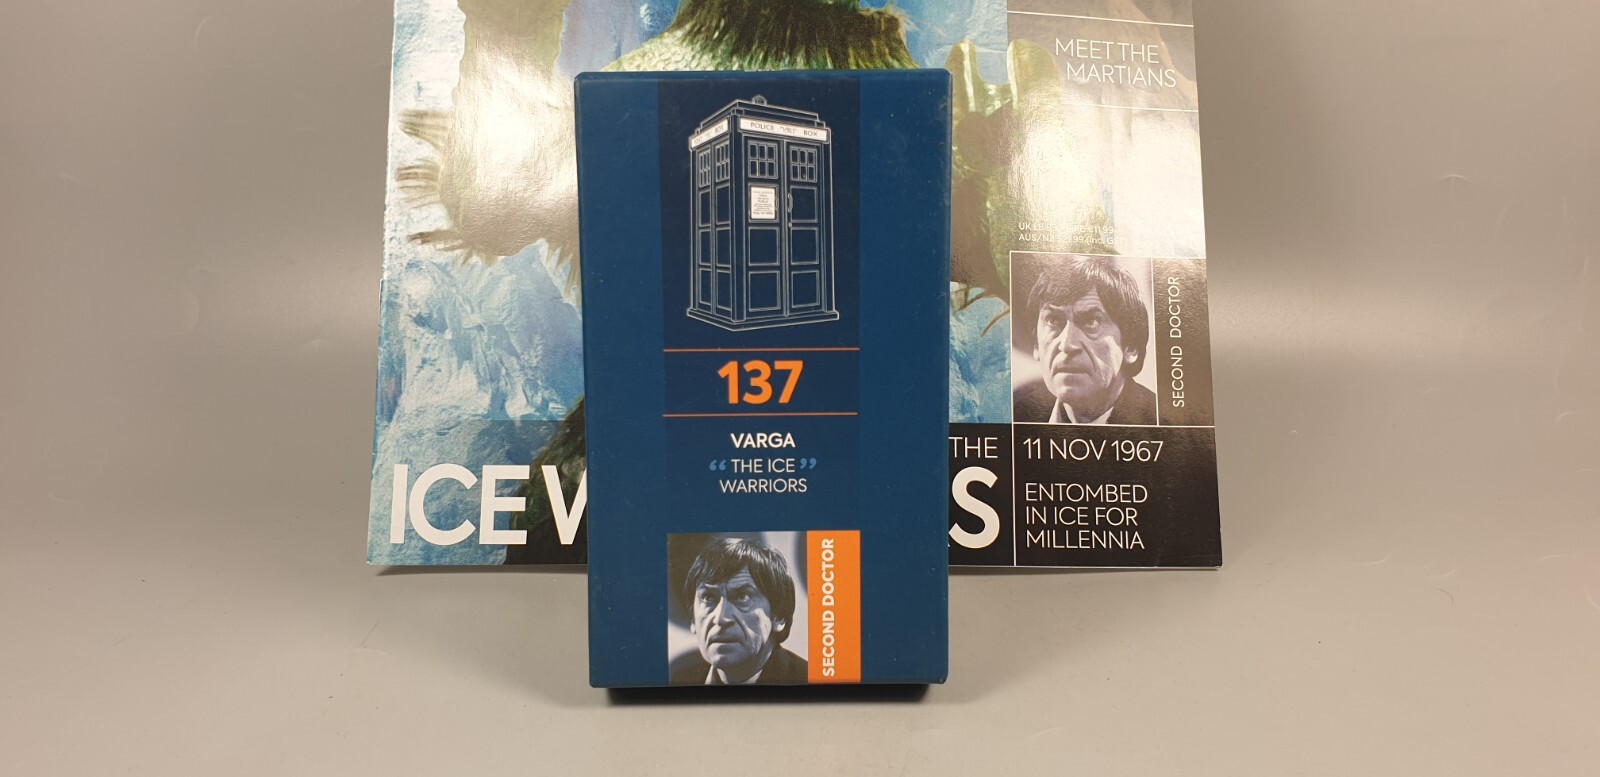 MEET THE
MARTIANS
POLICE BOX
137
VARGA
“ THE ICE ”
WARRIORS
SECOND DOCTOR
SECOND DOCTOR
THE
ICE W
RS
11 NOV 1967
ENTOMBED
IN ICE FOR
MILLENNIA